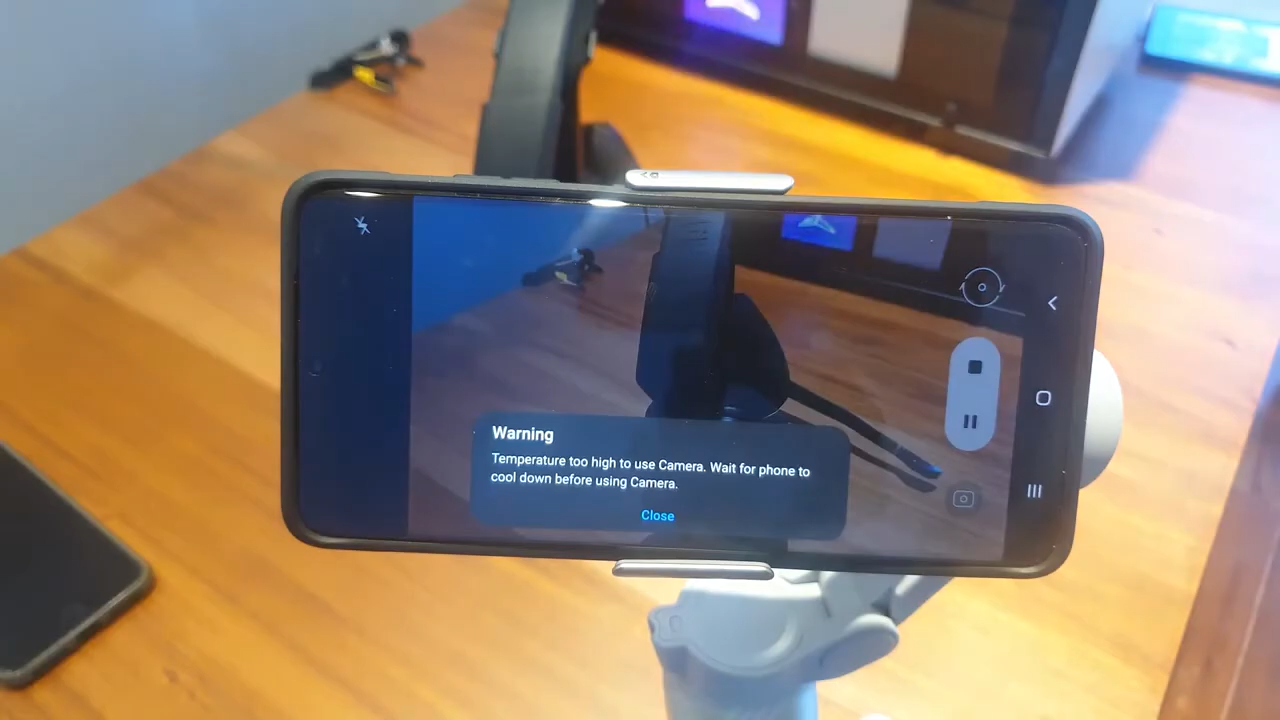 Warning
Temperature too high to use Camera. Wait for phone to
cool down before using Camera.
Close